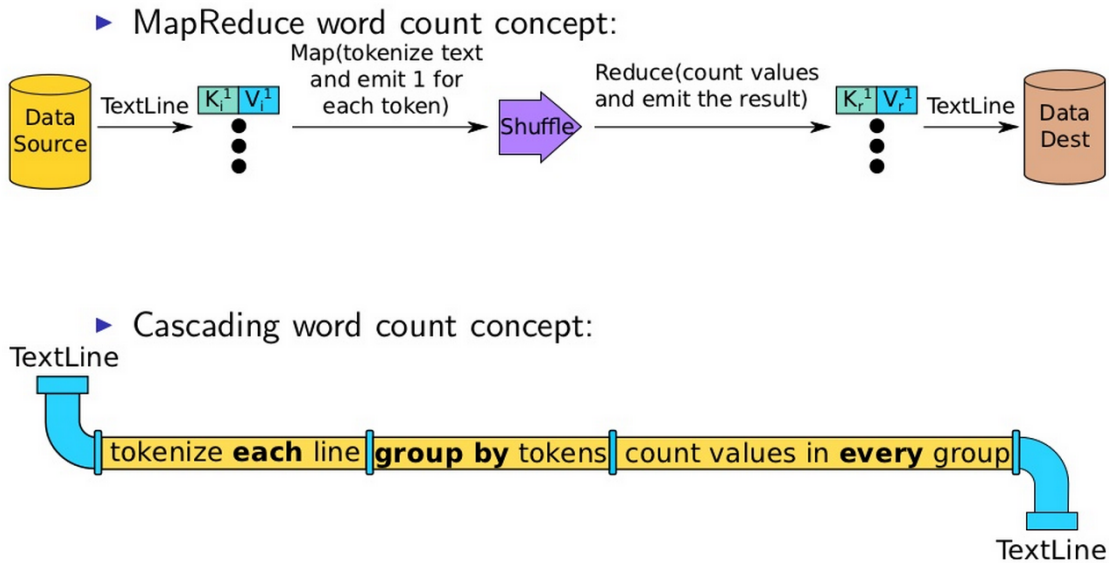 MapReduce word count concept:
Map(tokenize text
and emit 1 for
each token)
Reduce(count values
and emit the result)
Data
Source
TextLine
Kᵢ¹ Vᵢ¹
Shuffle
Kᵣ¹ Vᵣ¹
TextLine
Data
Dest
Cascading word count concept:
TextLine
tokenize each line
group by tokens
count values in every group
TextLine